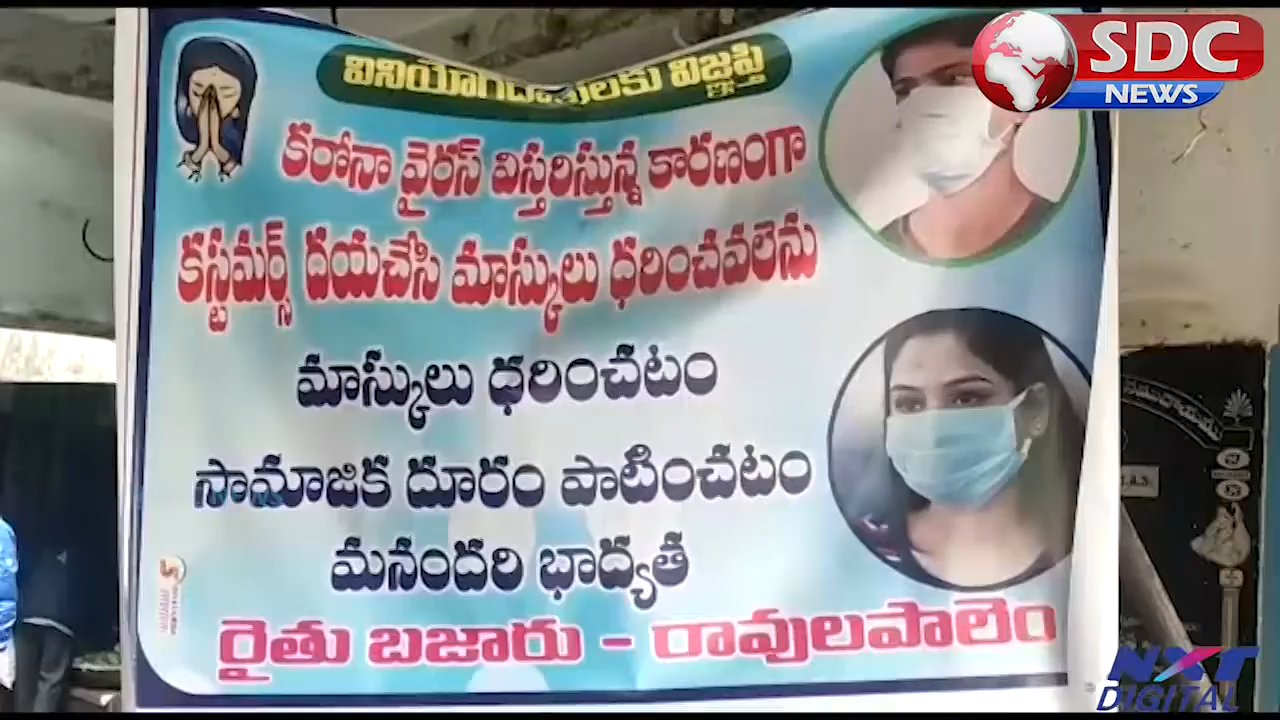 SDC
NEWS
వినియోగదారులకు విజ్ఞప్తి
కరోనా వైరస్ విస్తరిస్తున్న కారణంగా
కస్టమర్స్ దయచేసి మాస్కులు ధరించవలెను
మాస్కులు ధరించటం
సామాజిక దూరం పాటించటం
మనందరి భాద్యత
రైతు బజారు - రావులపాలెం
NXT
DIGITAL